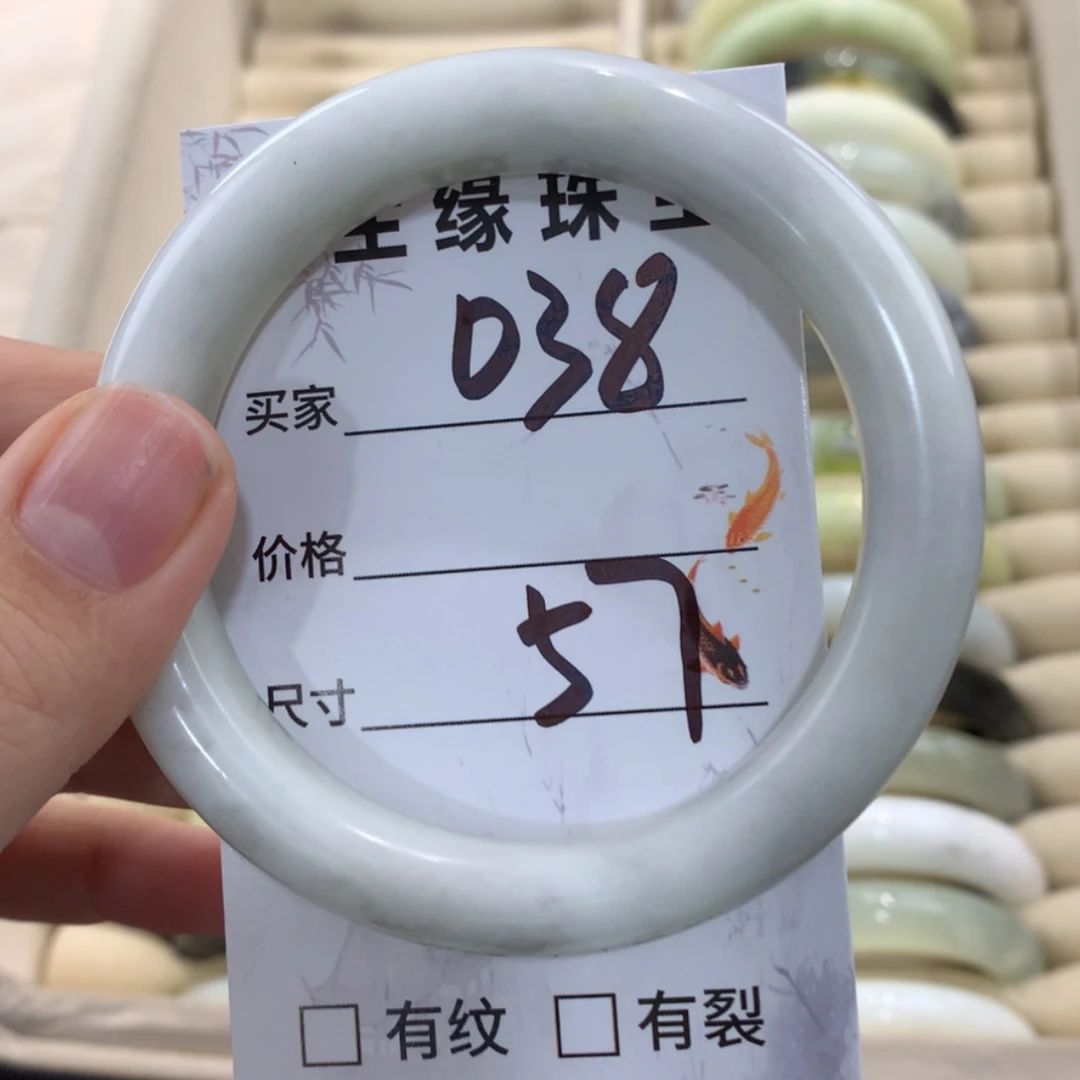 缘珠
买家 038
价格
尺寸 57
有纹 有裂